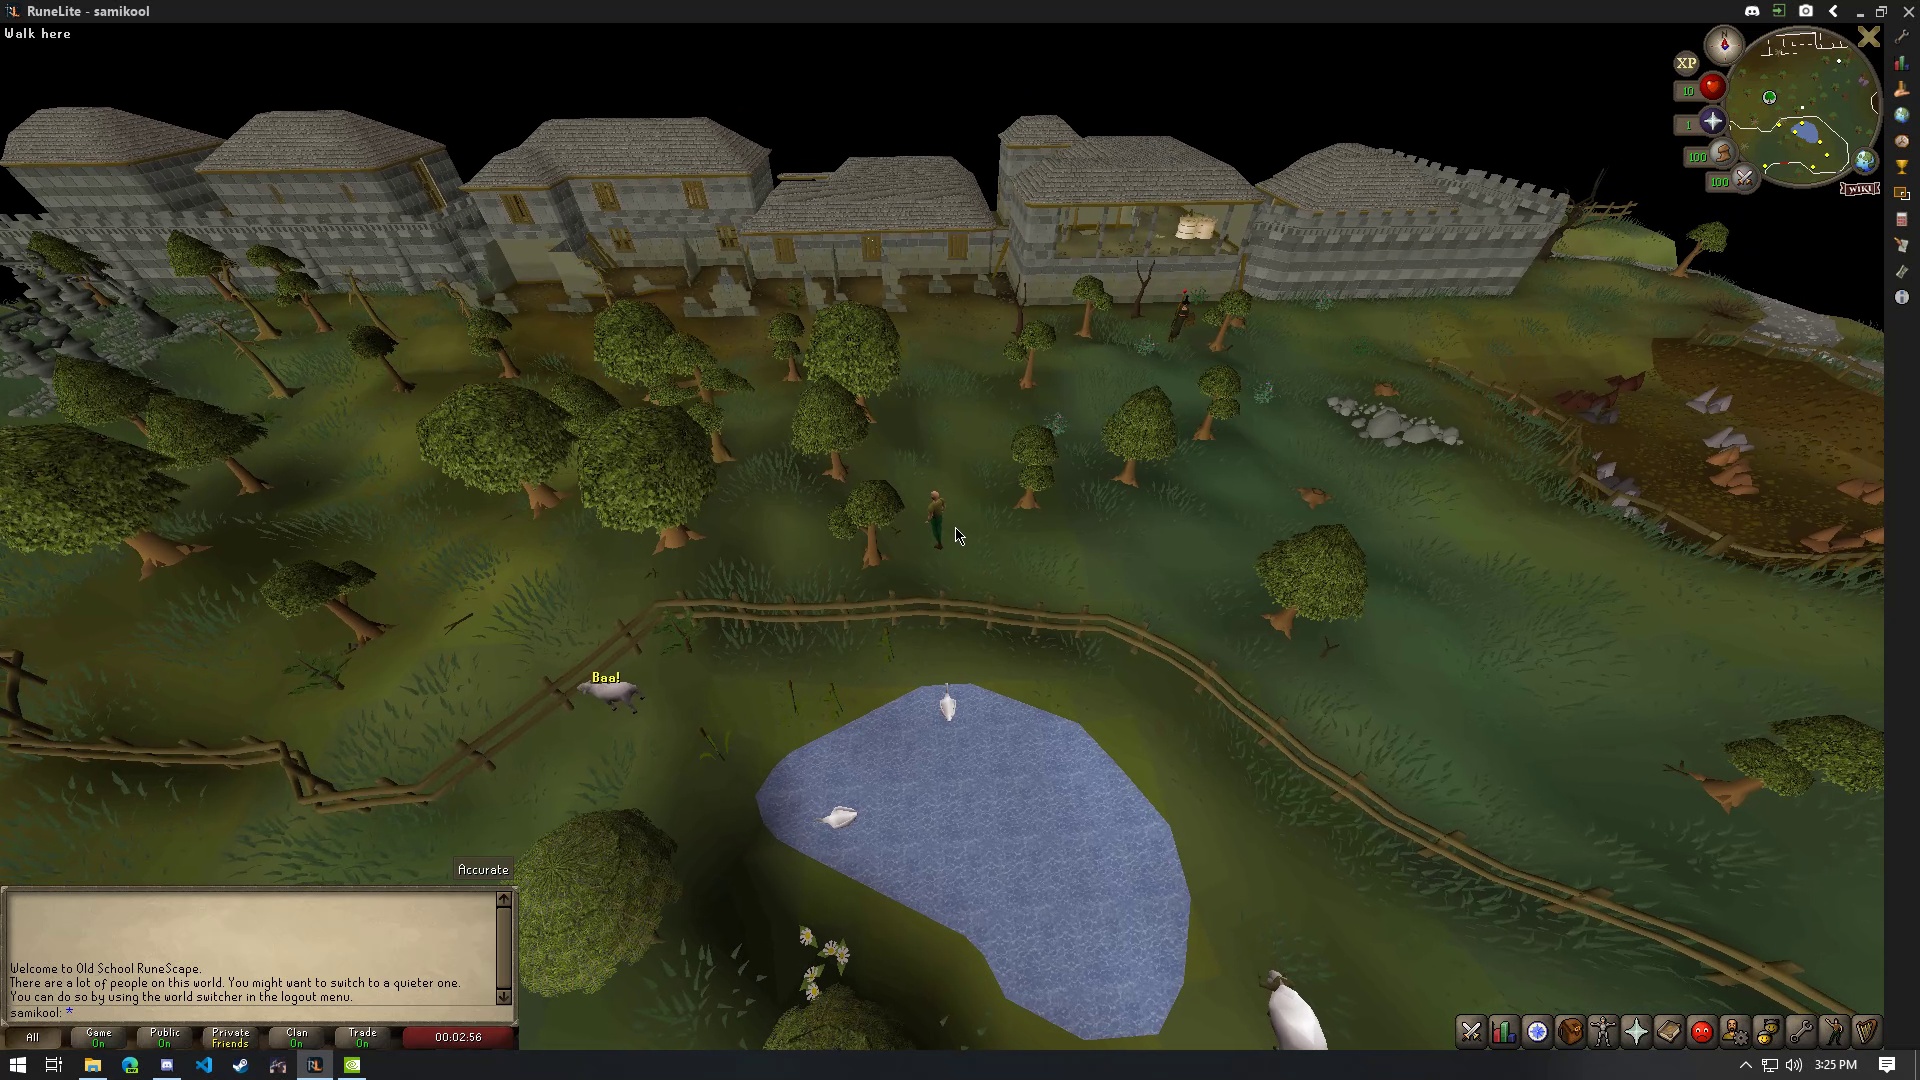 RuneLite - samikool
Walk here
N
XP
10
1
100
100
WIKI
Baa!
Accurate
Welcome to Old School RuneScape.
There are a lot of people on this world. You might want to switch to a quieter one.
You can do so by using the world switcher in the logout menu.
samikool: *
All
Game
On
Public
On
Private
Friends
Clan
On
Trade
On
00:02:56
3:25 PM